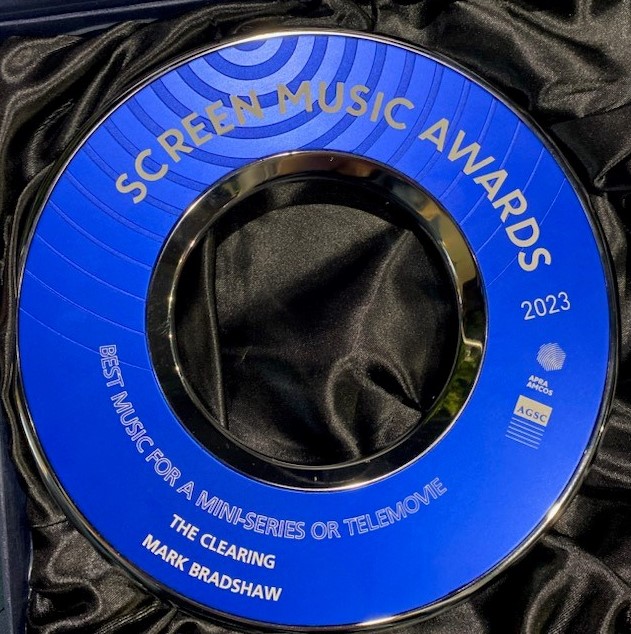 SCREEN MUSIC AWARDS
2023
APRA
AMCOS
AGSC
BEST MUSIC FOR A MINI-SERIES OR TELEMOVIE
THE CLEARING
MARK BRADSHAW